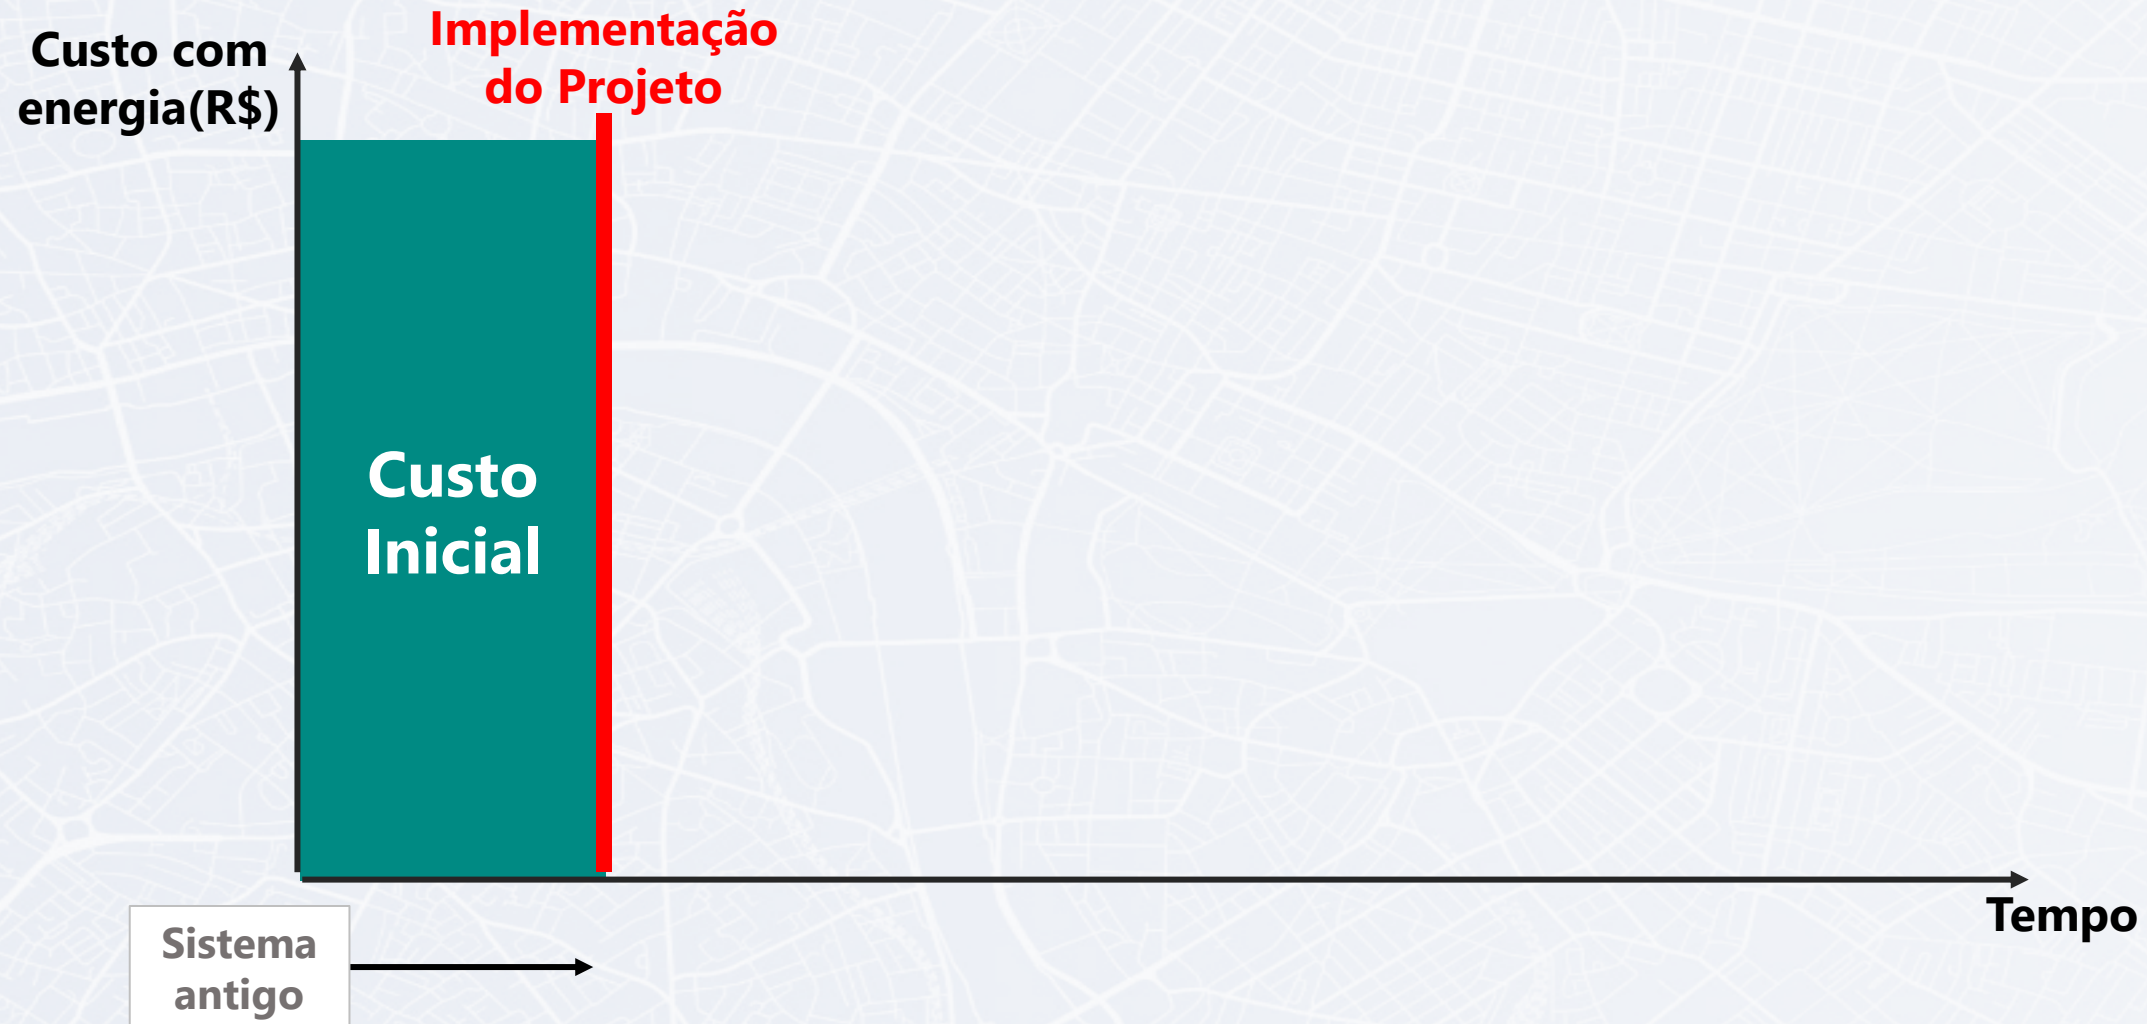 Custo com
energia(R$)
Implementação
do Projeto
Custo
Inicial
Tempo
Sistema
antigo